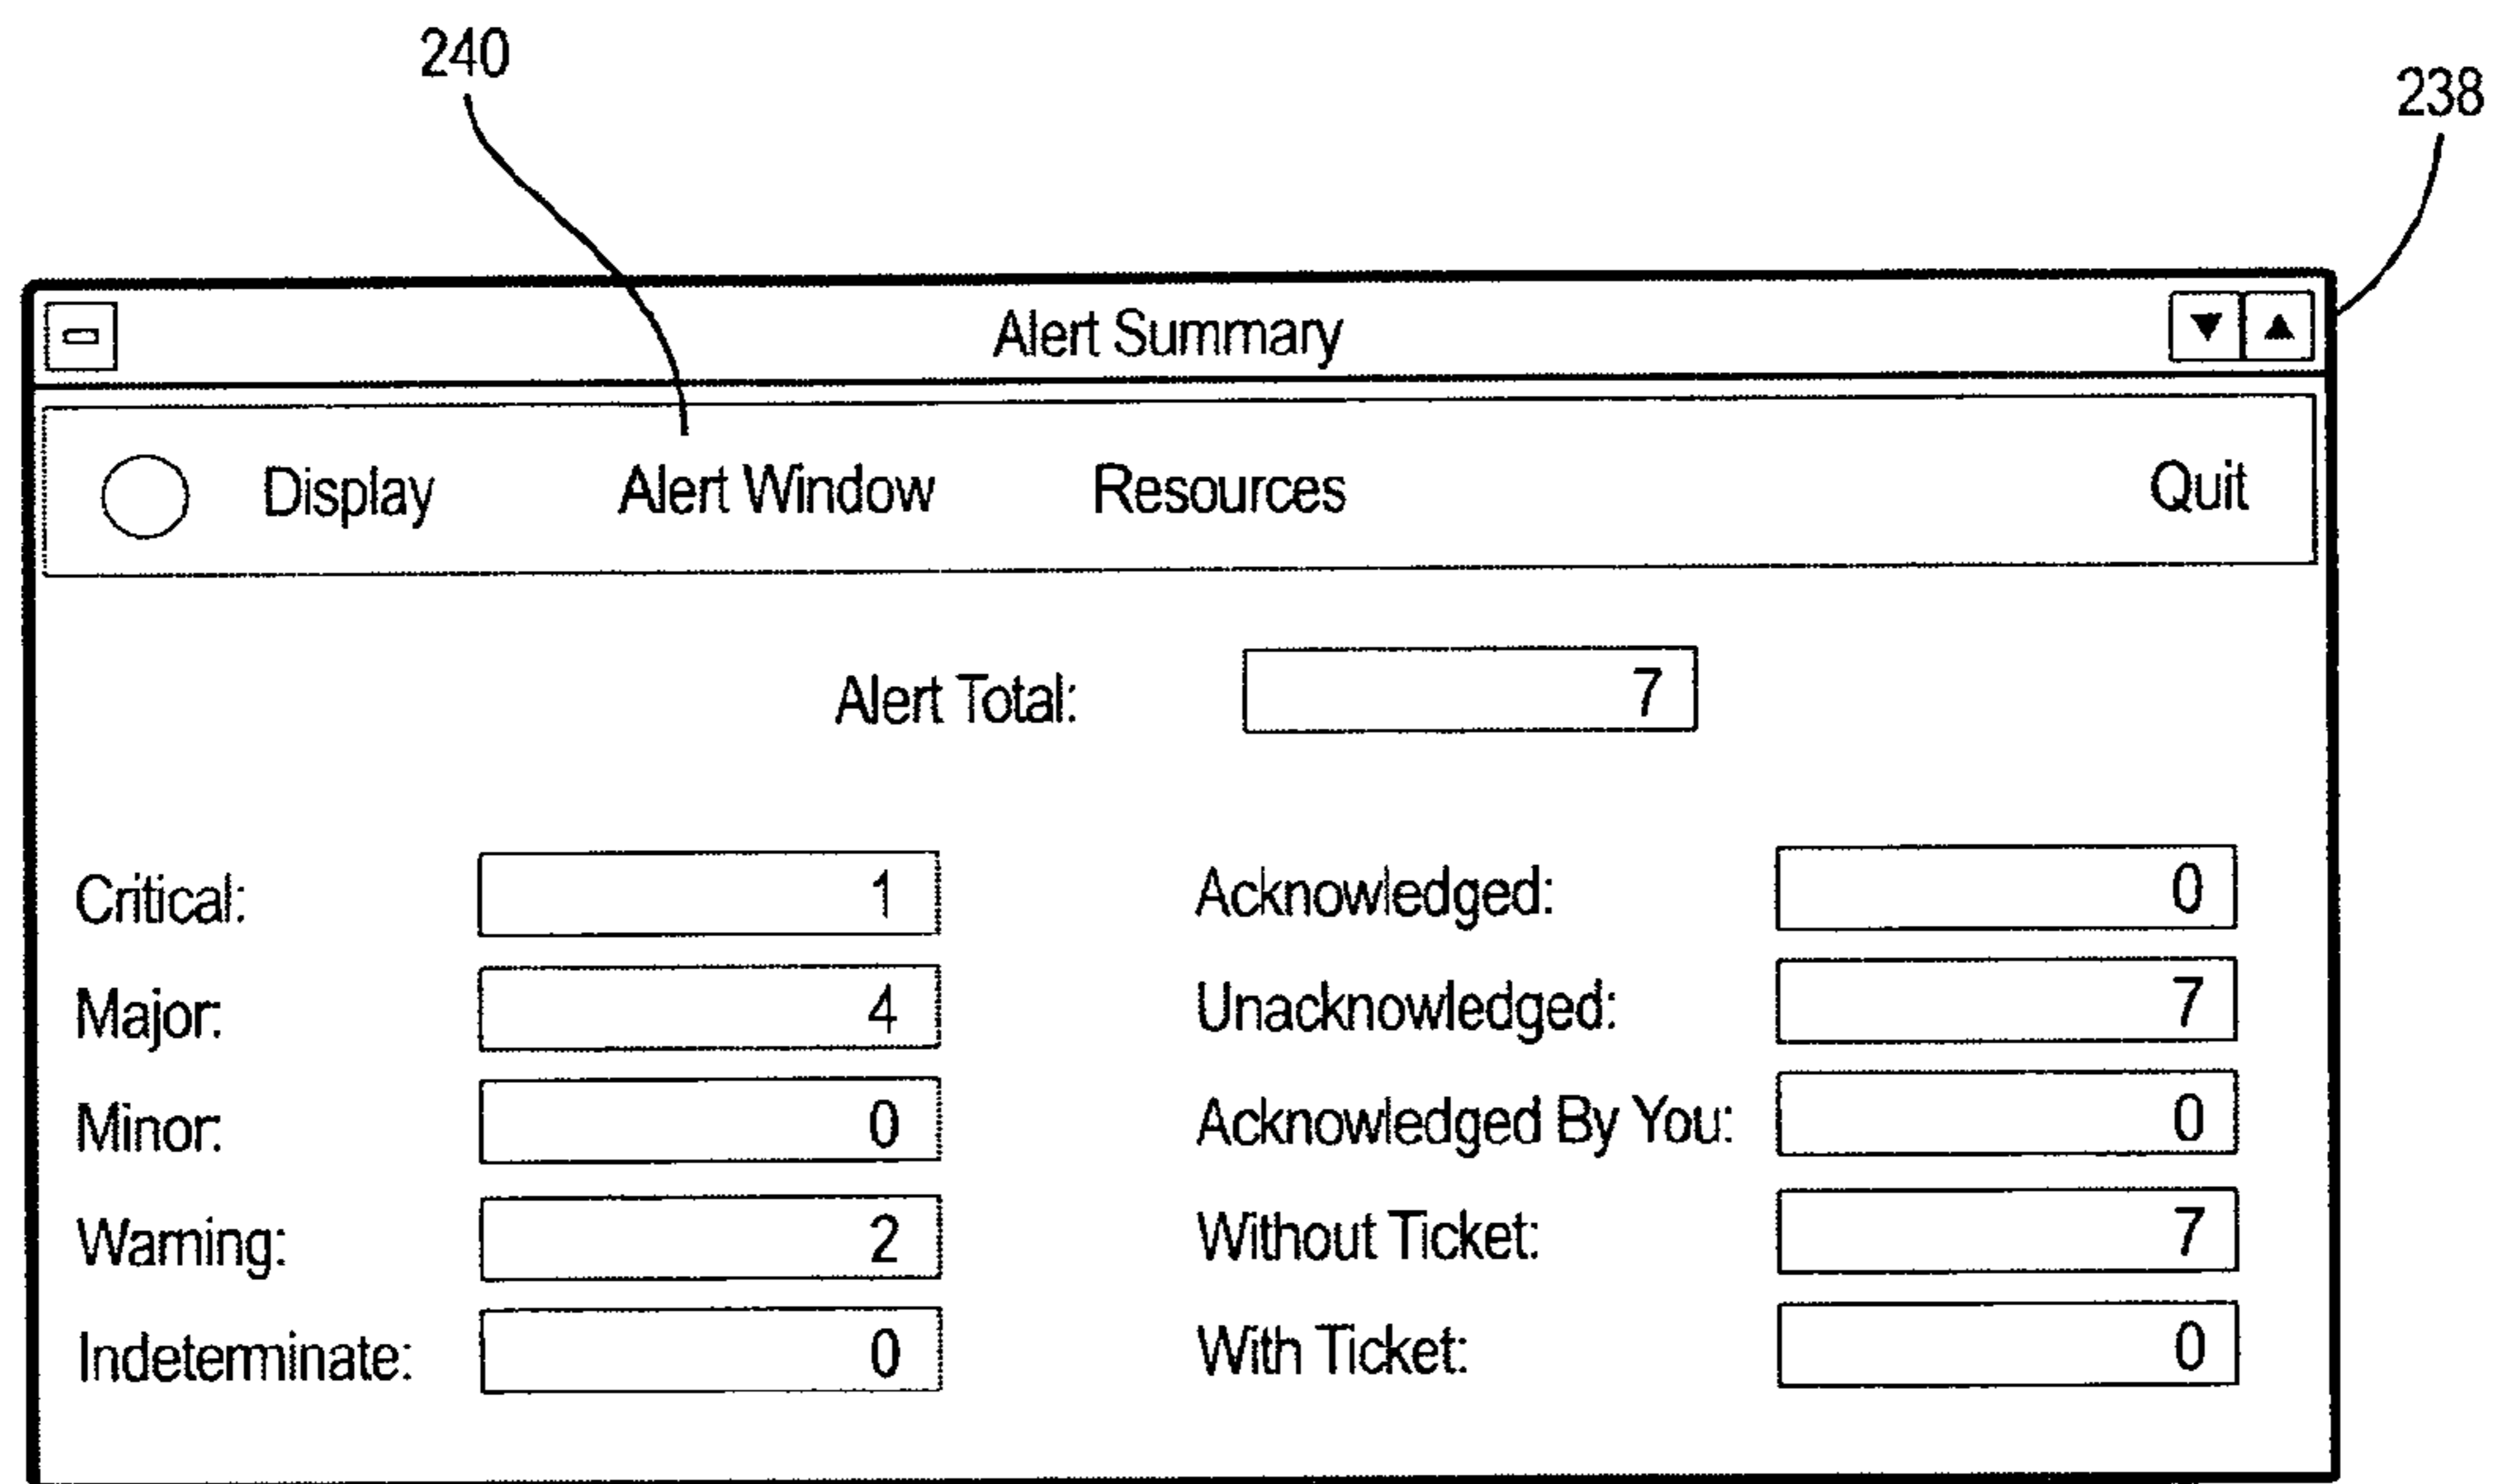 240
238
Alert Summary
Display Alert Window Resources Quit
Alert Total: 7
Critical: 1 Acknowledged: 0
Major: 4 Unacknowledged: 7
Minor: 0 Acknowledged By You: 0
Warning: 2 Without Ticket: 7
Indeterminate: 0 With Ticket: 0